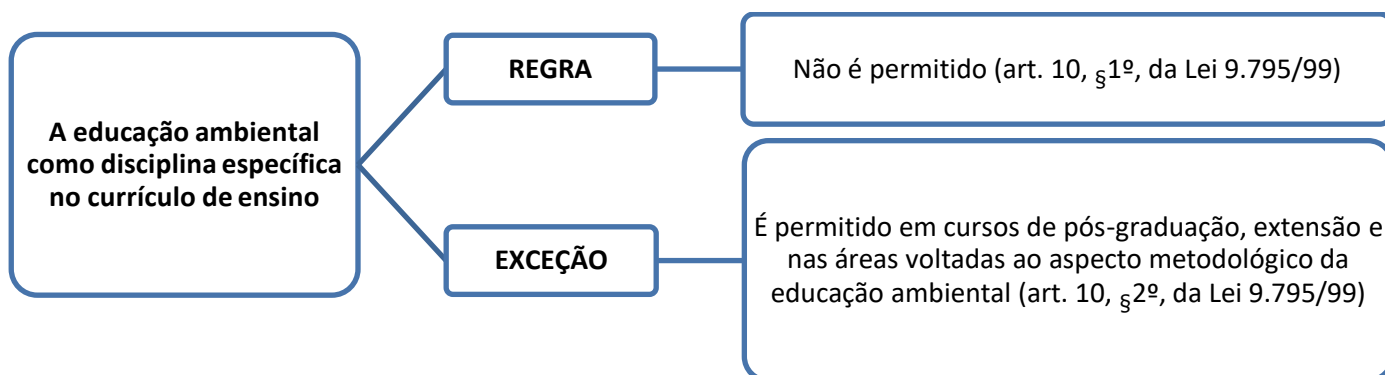 A educação ambiental
como disciplina específica
no currículo de ensino
REGRA
Não é permitido (art. 10, §1º, da Lei 9.795/99)
EXCEÇÃO
É permitido em cursos de pós-graduação, extensão e
nas áreas voltadas ao aspecto metodológico da
educação ambiental (art. 10, §2º, da Lei 9.795/99)